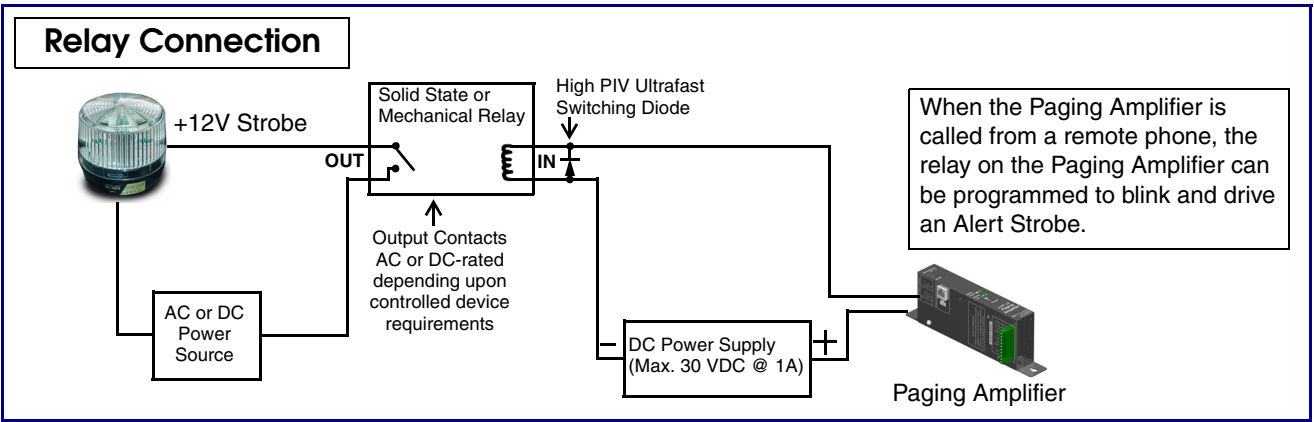 Relay Connection
+12V Strobe
Solid State or
Mechanical Relay
High PIV Ultrafast
Switching Diode
OUT
IN
When the Paging Amplifier is
called from a remote phone, the
relay on the Paging Amplifier can
be programmed to blink and drive
an Alert Strobe.
Output Contacts
AC or DC-rated
depending upon
controlled device
requirements
AC or DC
Power
Source
–
DC Power Supply
(Max. 30 VDC @ 1A)
+
Paging Amplifier